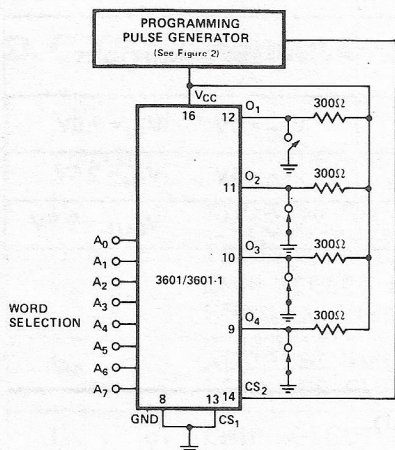 PROGRAMMING
PULSE GENERATOR
(See Figure 2)
VCC
16
12
O1
300Ω
11
O2
300Ω
10
O3
300Ω
9
O4
300Ω
3601/3601-1
WORD
SELECTION
A0
A1
A2
A3
A4
A5
A6
A7
8
13
14
CS2
GND
CS1